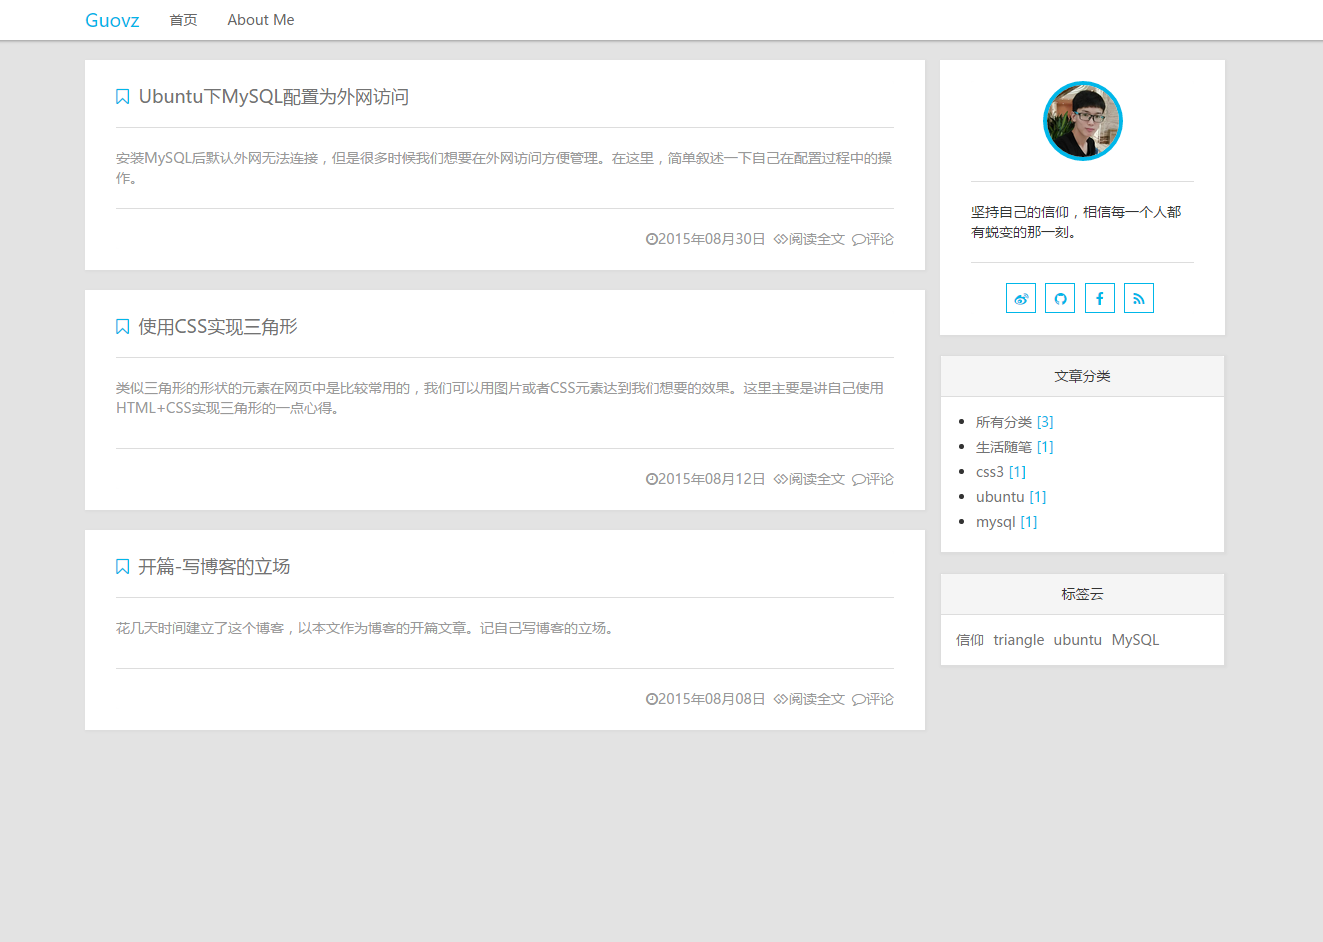 Guovz 首页 About Me
Ubuntu下MySQL配置为外网访问
安装MySQL后默认外网无法连接，但是很多时候我们想要在外网访问方便管理。在这里，简单叙述一下自己在配置过程中的操
作。
2015年08月30日 阅读全文 评论
使用CSS实现三角形
类似三角形的形状的元素在网页中是比较常用的，我们可以用图片或者CSS元素达到我们想要的效果。这里主要是讲自己使用
HTML+CSS实现三角形的一点心得。
2015年08月12日 阅读全文 评论
开篇-写博客的立场
花几天时间建立了这个博客，以本文作为博客的开篇文章。记自己写博客的立场。
2015年08月08日 阅读全文 评论
坚持自己的信仰，相信每一个人都
有蜕变的那一刻。
文章分类
所有分类 [3]
生活随笔 [1]
css3 [1]
ubuntu [1]
mysql [1]
标签云
信仰 triangle ubuntu MySQL